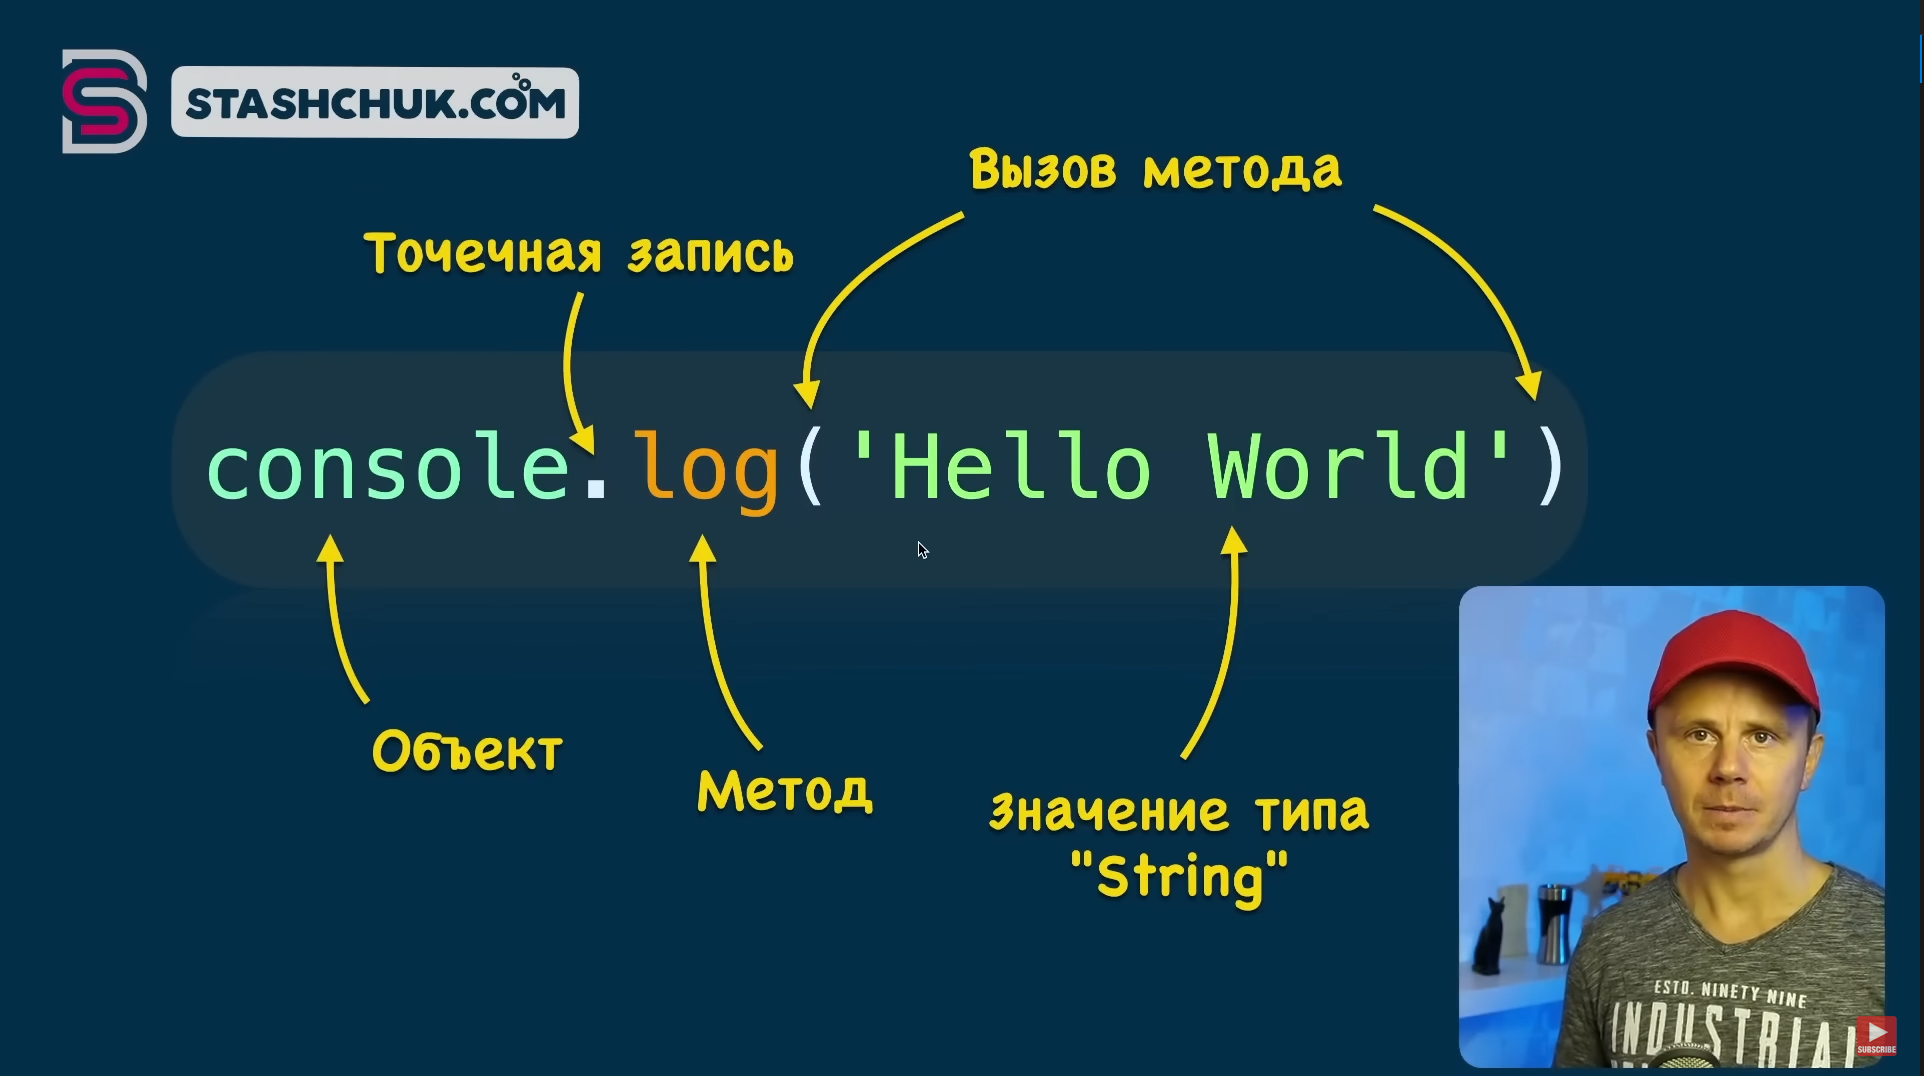 STASHCHUK.COM
Вызов метода
Точечная запись
console.log('Hello World')
Объект
Метод
Значение типа
"String"
ESTD. NINETY NINE
INDUSTRIAL
SUBSCRIBE